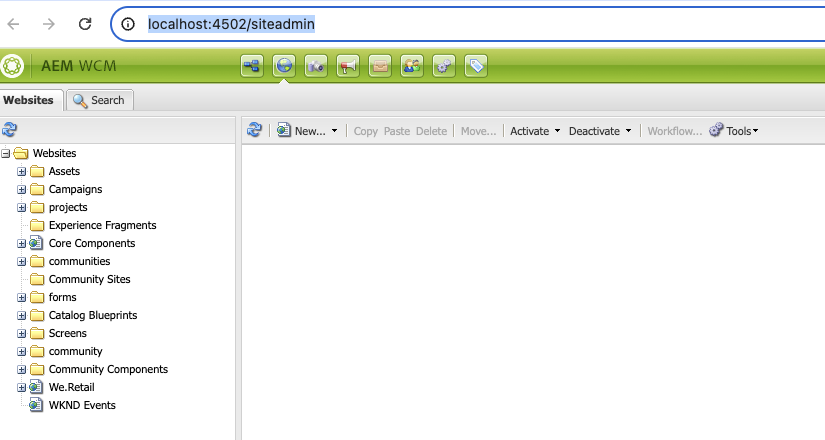 localhost:4502/siteadmin
AEM WCM
Websites Search
New... Copy Paste Delete Move... Activate Deactivate Workflow... Tools
Websites
Assets
Campaigns
projects
Experience Fragments
Core Components
communities
Community Sites
forms
Catalog Blueprints
Screens
community
Community Components
We.Retail
WKND Events